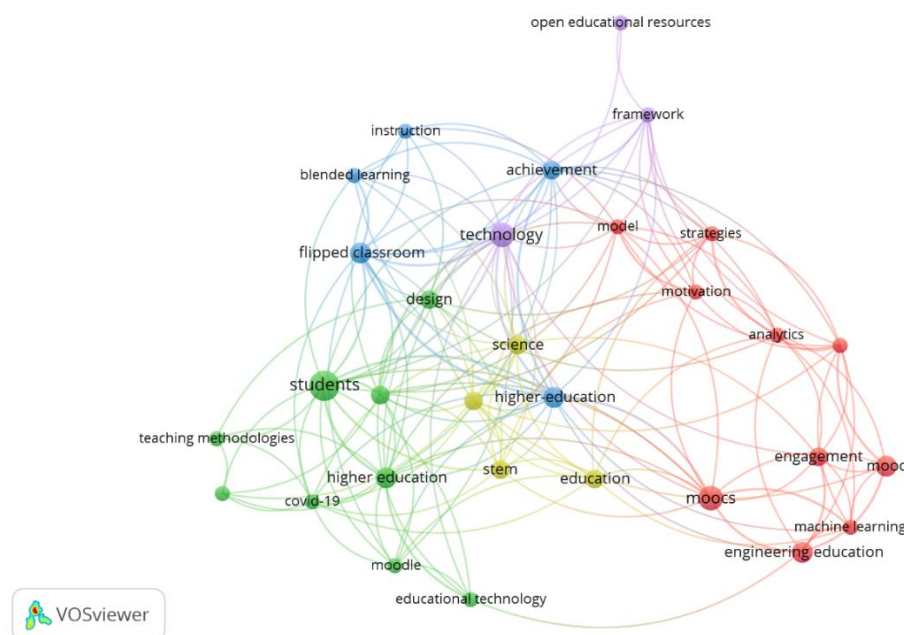 open educational resources
framework
instruction
achievement
blended learning
technology
model
strategies
flipped classroom
motivation
design
analytics
science
students
higher-education
teaching methodologies
engagement
mooc
stem
higher education
education
moocs
covid-19
machine learning
engineering education
moodle
educational technology
VOSviewer